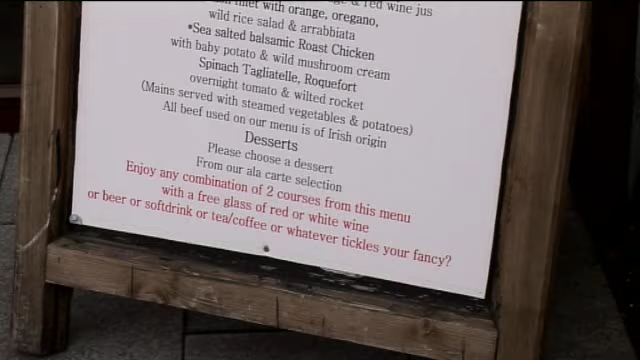 & red wine jus
fillet with orange, oregano,
wild rice salad & arrabbiata
*Sea salted balsamic Roast Chicken
with baby potato & wild mushroom cream
Spinach Tagliatelle, Roquefort
overnight tomato & wilted rocket
(Mains served with steamed vegetables & potatoes)
All beef used on our menu is of Irish origin
Desserts
Please choose a dessert
From our ala carte selection
Enjoy any combination of 2 courses from this menu
with a free glass of red or white wine
or beer or softdrink or tea/coffee or whatever tickles your fancy?